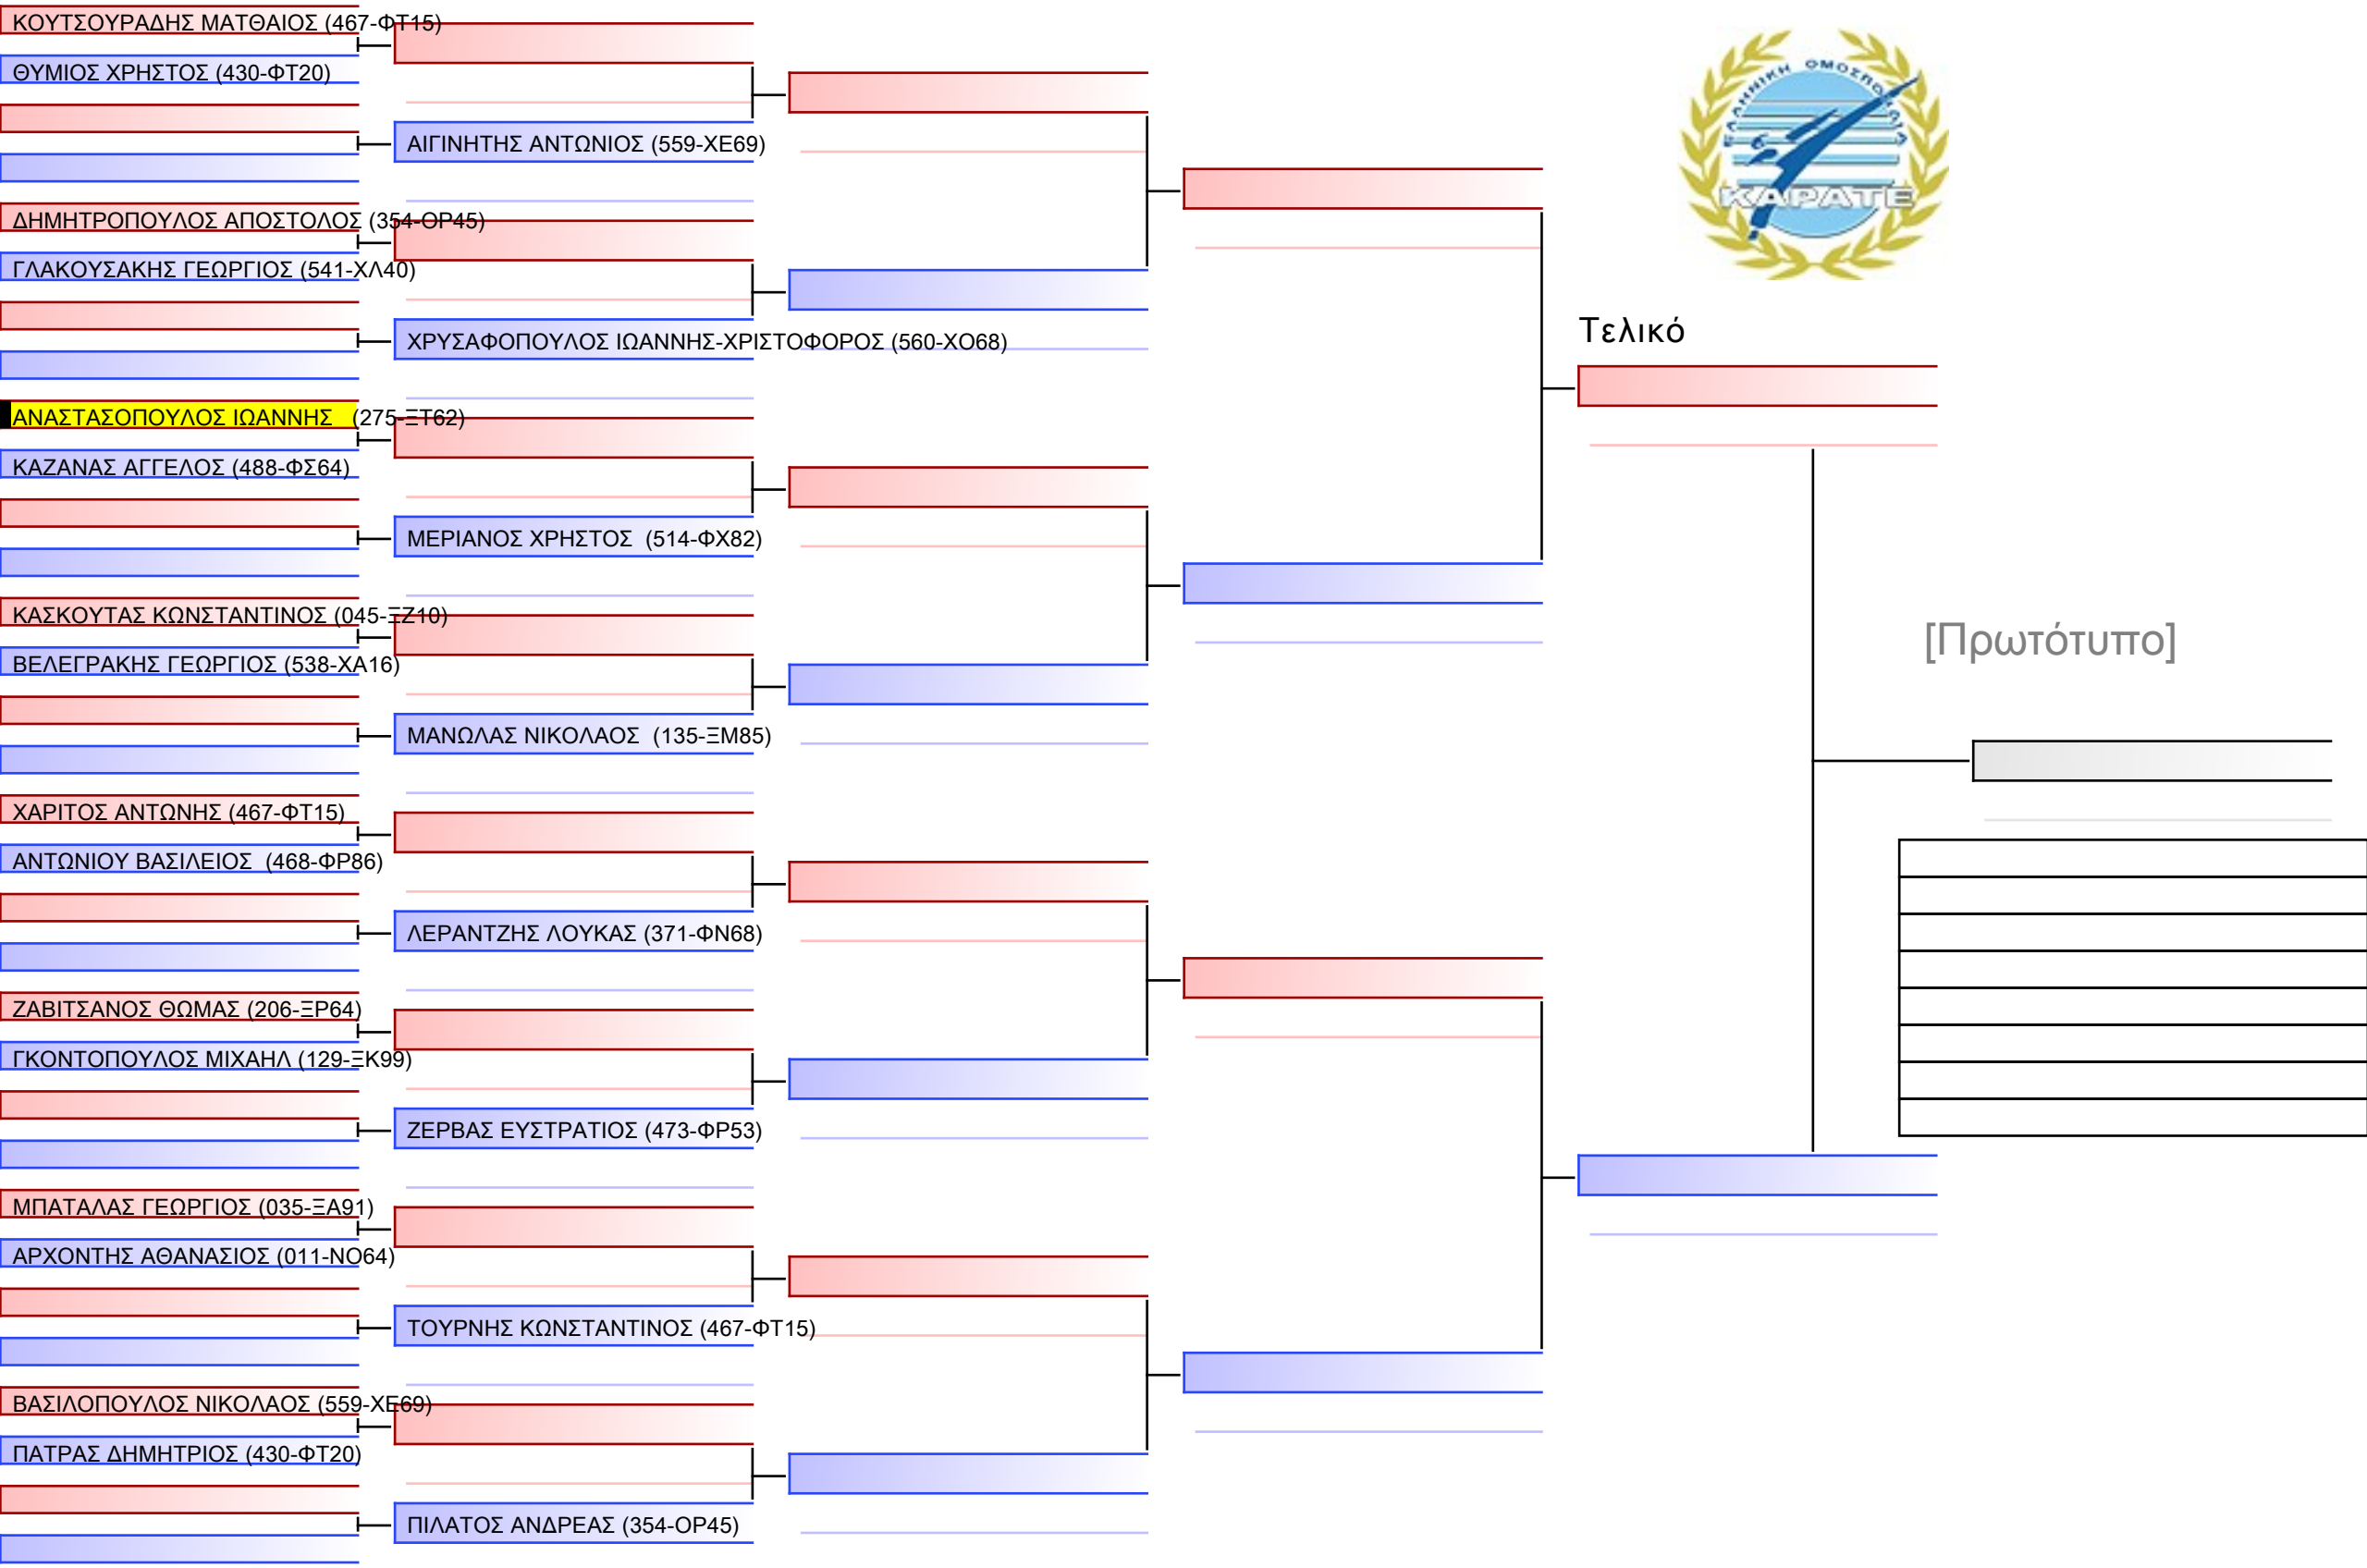 ΚΟΥΤΣΟΥΡΑΔΗΣ ΜΑΤΘΑΙΟΣ (467-ΦΤ15)
ΘΥΜΙΟΣ ΧΡΗΣΤΟΣ (430-ΦΤ20)
ΑΙΓΙΝΗΤΗΣ ΑΝΤΩΝΙΟΣ (559-ΧΕ69)
ΔΗΜΗΤΡΟΠΟΥΛΟΣ ΑΠΟΣΤΟΛΟΣ (354-ΟΡ45)
ΓΛΑΚΟΥΣΑΚΗΣ ΓΕΩΡΓΙΟΣ (541-ΧΛ40)
ΧΡΥΣΑΦΟΠΟΥΛΟΣ ΙΩΑΝΝΗΣ-ΧΡΙΣΤΟΦΟΡΟΣ (560-ΧΟ68)
ΑΝΑΣΤΑΣΟΠΟΥΛΟΣ ΙΩΑΝΝΗΣ (275-ΞΤ62)
ΚΑΖΑΝΑΣ ΑΓΓΕΛΟΣ (488-ΦΣ64)
ΜΕΡΙΑΝΟΣ ΧΡΗΣΤΟΣ (514-ΦΧ82)
ΚΑΣΚΟΥΤΑΣ ΚΩΝΣΤΑΝΤΙΝΟΣ (045-ΞΖ10)
ΒΕΛΕΓΡΑΚΗΣ ΓΕΩΡΓΙΟΣ (538-ΧΑ16)
ΜΑΝΩΛΑΣ ΝΙΚΟΛΑΟΣ (135-ΞΜ85)
ΧΑΡΙΤΟΣ ΑΝΤΩΝΗΣ (467-ΦΤ15)
ΑΝΤΩΝΙΟΥ ΒΑΣΙΛΕΙΟΣ (468-ΦΡ86)
ΛΕΡΑΝΤΖΗΣ ΛΟΥΚΑΣ (371-ΦΝ68)
ΖΑΒΙΤΣΑΝΟΣ ΘΩΜΑΣ (206-ΞΡ64)
ΓΚΟΝΤΟΠΟΥΛΟΣ ΜΙΧΑΗΛ (129-ΞΚ99)
ΖΕΡΒΑΣ ΕΥΣΤΡΑΤΙΟΣ (473-ΦΡ53)
ΜΠΑΤΑΛΑΣ ΓΕΩΡΓΙΟΣ (035-ΞΑ91)
ΑΡΧΟΝΤΗΣ ΑΘΑΝΑΣΙΟΣ (011-ΝΟ64)
ΤΟΥΡΝΗΣ ΚΩΝΣΤΑΝΤΙΝΟΣ (467-ΦΤ15)
ΒΑΣΙΛΟΠΟΥΛΟΣ ΝΙΚΟΛΑΟΣ (559-ΧΕ69)
ΠΑΤΡΑΣ ΔΗΜΗΤΡΙΟΣ (430-ΦΤ20)
ΠΙΛΑΤΟΣ ΑΝΔΡΕΑΣ (354-ΟΡ45)
ΕΛΛΗΝΙΚΗ ΟΜΟΣΠΟΝΔΙΑ
ΚΑΡΑΤΕ
Τελικό
[Πρωτότυπο]